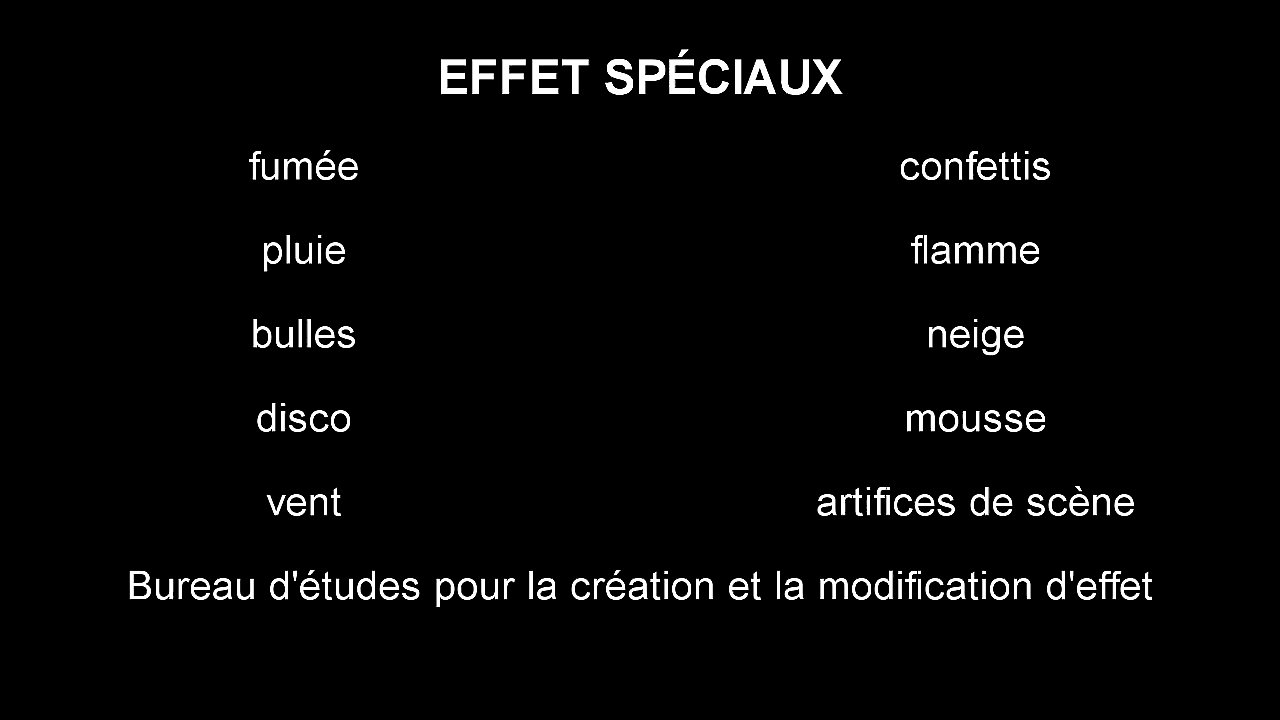 EFFET SPÉCIAUX
fumée confettis
pluie flamme
bulles neige
disco mousse
vent artifices de scène
Bureau d'études pour la création et la modification d'effet